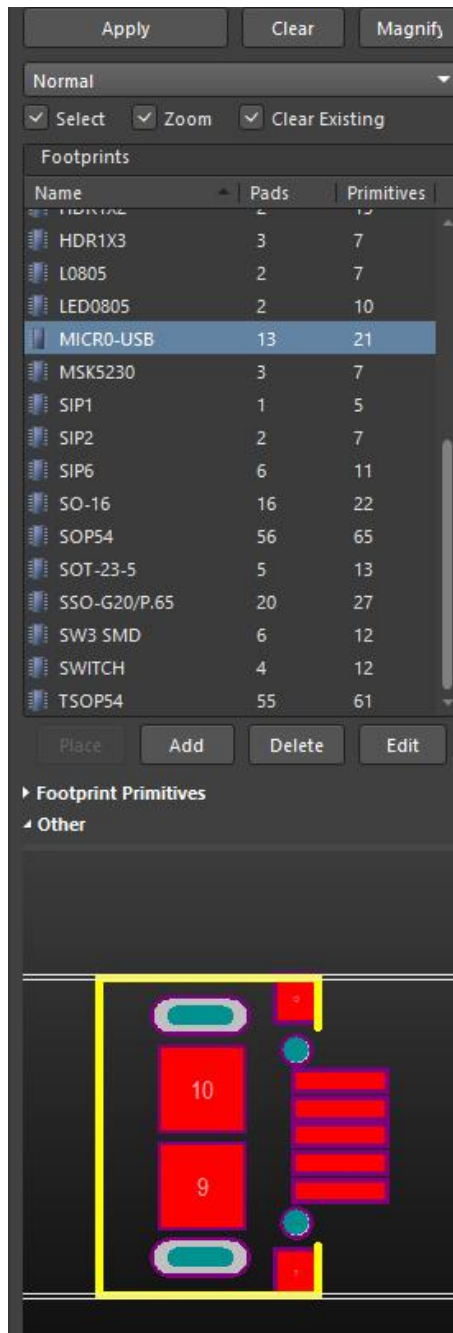 Apply Clear Magnify
Normal
Select Zoom Clear Existing
Footprints
Name Pads Primitives
HDR1X3 3 7
L0805 2 7
LED0805 2 10
MICR0-USB 13 21
MSK5230 3 7
SIP1 1 5
SIP2 2 7
SIP6 6 11
SO-16 16 22
SOP54 56 65
SOT-23-5 5 13
SSO-G20/P.65 20 27
SW3 SMD 6 12
SWITCH 4 12
TSOP54 55 61
Place Add Delete Edit
Footprint Primitives
Other
10
9